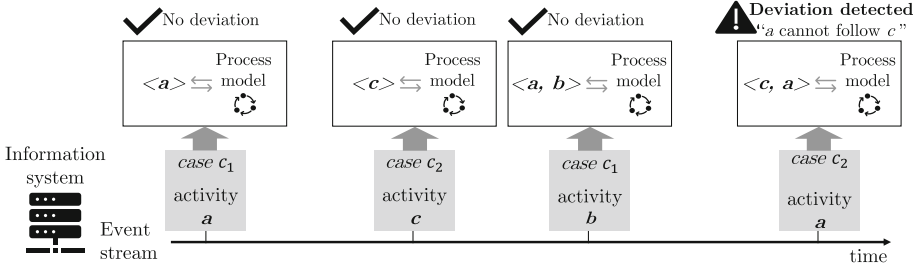 No deviation
No deviation
No deviation
Deviation detected
“a cannot follow c”
Process
model
<a>
Process
model
<c>
Process
model
<a, b>
Process
model
<c, a>
Information
system
case c₁
activity
a
case c₂
activity
c
case c₁
activity
b
case c₂
activity
a
Event
stream
time